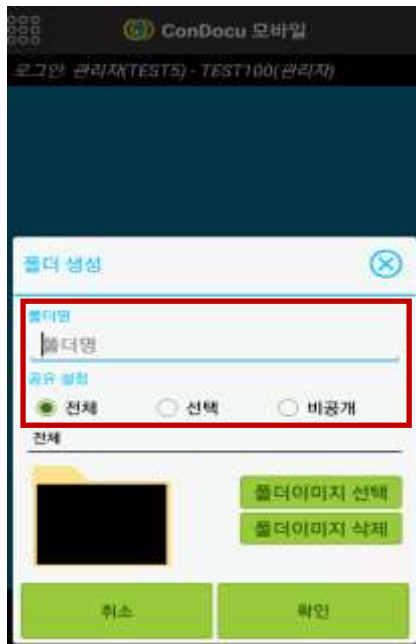 ConDocu 모바일
로그인: 관리자(TEST5) - TEST100(관리자)
폴더 생성
폴더명
폴더명
공유 설정
전체 선택 비공개
전체
폴더이미지 선택
폴더이미지 삭제
취소 확인